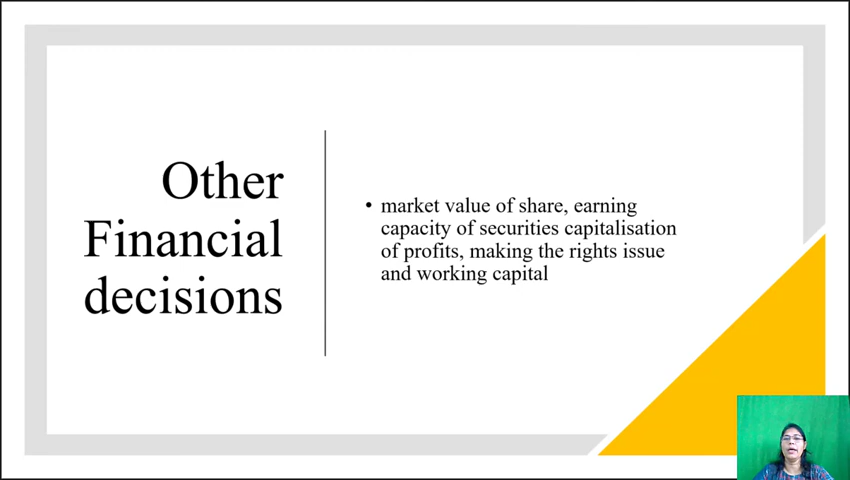 Other
Financial
decisions
• market value of share, earning
capacity of securities capitalisation
of profits, making the rights issue
and working capital